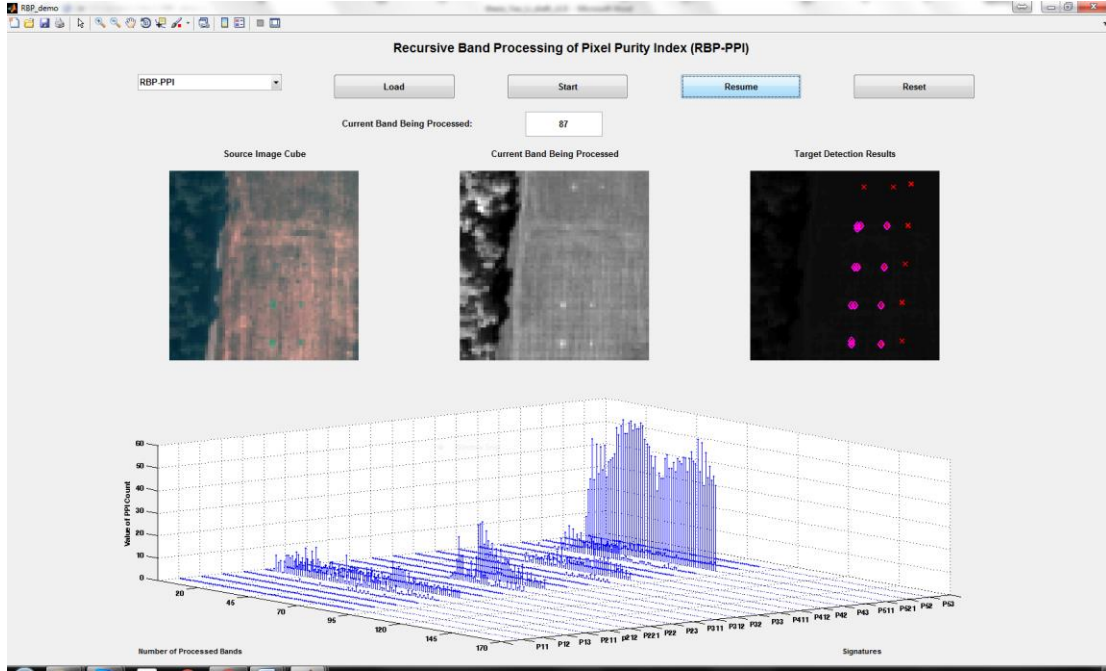 RBP_demo
Recursive Band Processing of Pixel Purity Index (RBP-PPI)
RBP-PPI
Load
Start
Resume
Reset
Current Band Being Processed:
87
Source Image Cube
Current Band Being Processed
Target Detection Results
60
50
40
30
20
10
0
Value of PPI Count
20
45
70
95
120
145
170
Number of Processed Bands
P11 P12 P13 P211 p212 P221 P22 P23 P311 P312 P32 P33 P411 P412 P42 P43 P511 P521 P52 P53
Signatures